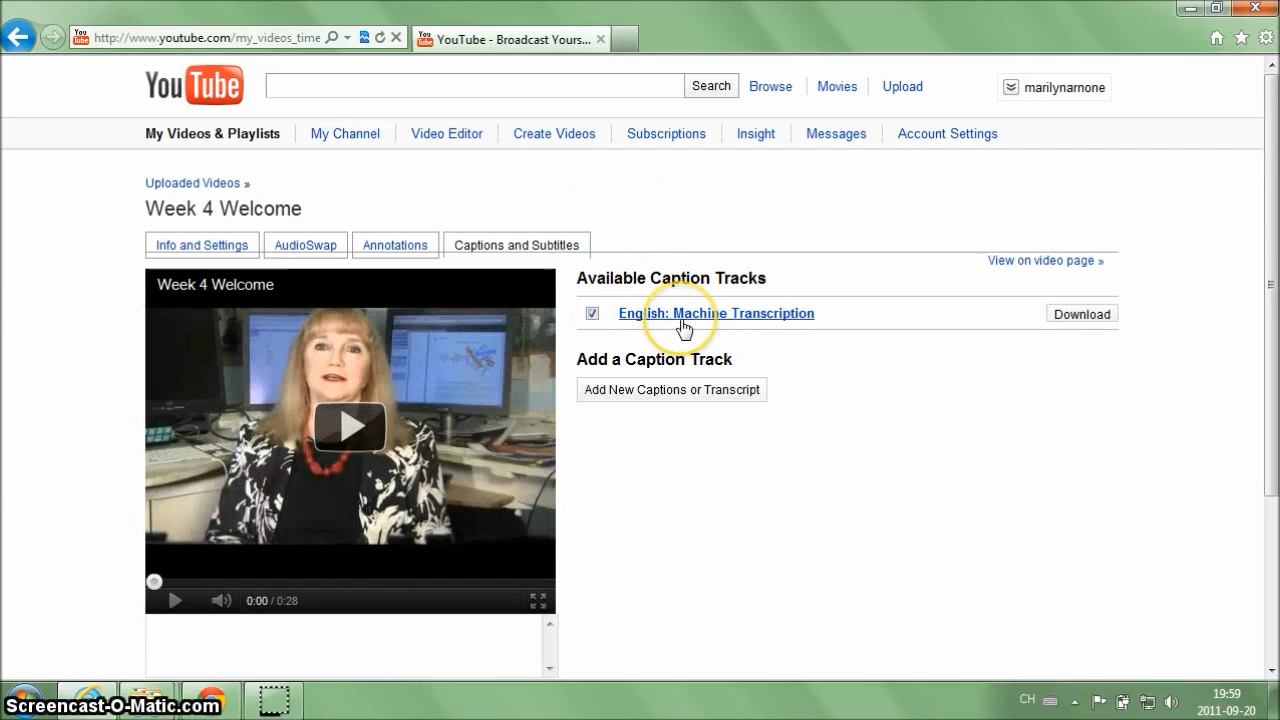 http://www.youtube.com/my_videos_time
YouTube - Broadcast Yours...
YouTube
Search
Browse
Movies
Upload
marilynarnone
My Videos & Playlists
My Channel
Video Editor
Create Videos
Subscriptions
Insight
Messages
Account Settings
Uploaded Videos »
Week 4 Welcome
Info and Settings
AudioSwap
Annotations
Captions and Subtitles
View on video page »
Week 4 Welcome
0:00 / 0:28
Available Caption Tracks
English: Machine Transcription
Download
Add a Caption Track
Add New Captions or Transcript
Screencast-O-Matic.com
CH
19:59
2011-09-20